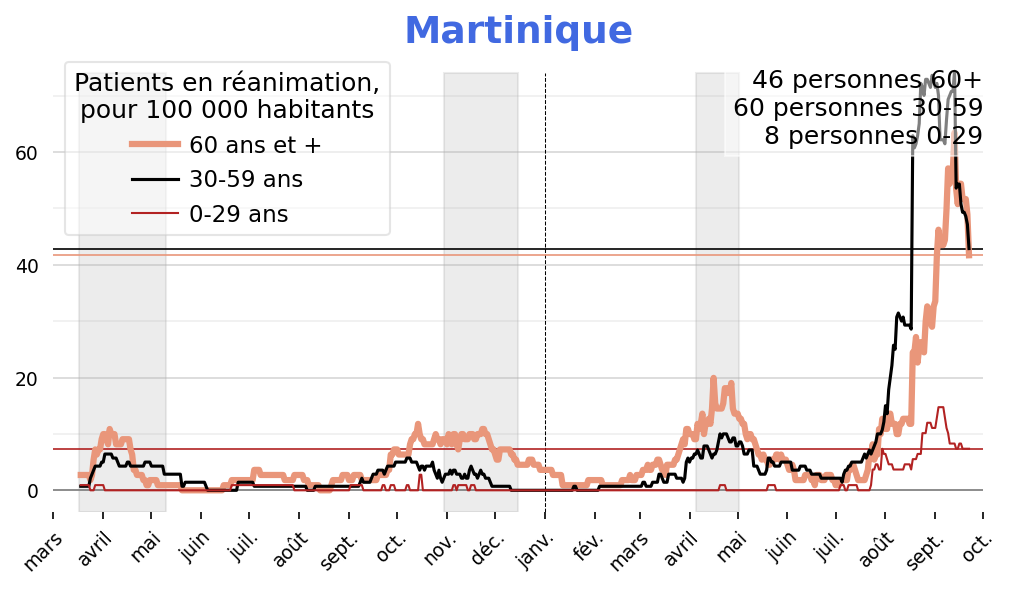 Martinique
Patients en réanimation,
pour 100 000 habitants
60 ans et +
30-59 ans
0-29 ans
46 personnes 60+
60 personnes 30-59
8 personnes 0-29
60
40
20
0
mars avril mai juin juil. août sept. oct. nov. déc. janv. fév. mars avril mai juin juil. août sept. oct.